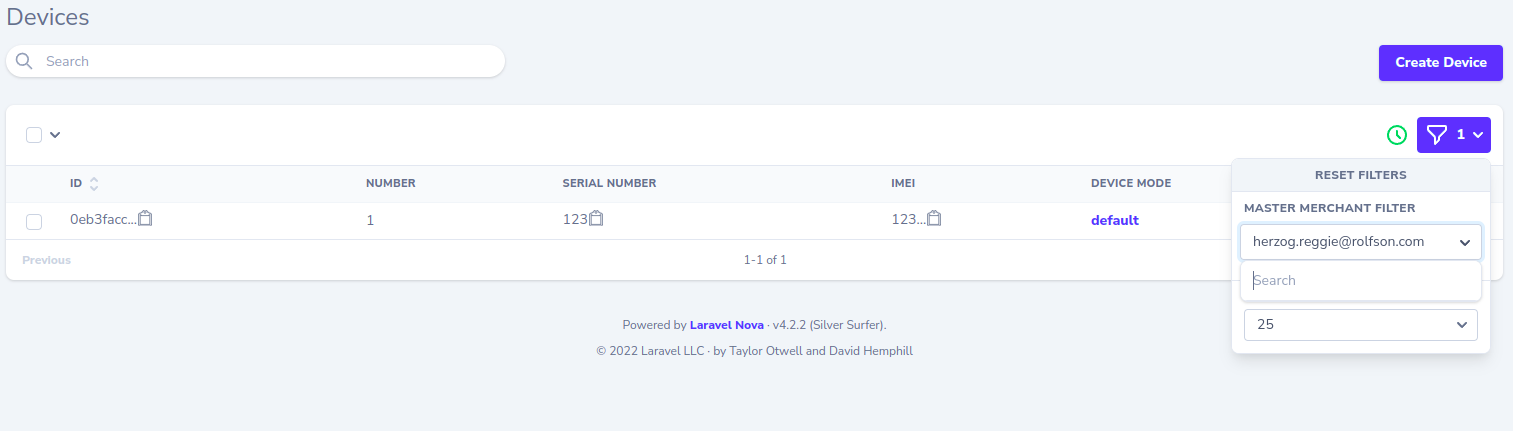 Devices
Search
Create Device
1
RESET FILTERS
ID NUMBER SERIAL NUMBER IMEI DEVICE MODE
MASTER MERCHANT FILTER
0eb3facc... 1 123 123... default
herzog.reggie@rolfson.com
Previous 1-1 of 1
Search
25
Powered by Laravel Nova · v4.2.2 (Silver Surfer).
© 2022 Laravel LLC · by Taylor Otwell and David Hemphill